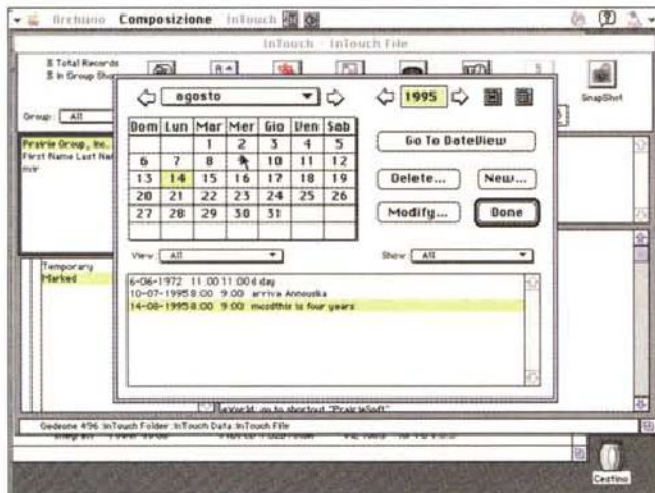 Archivio Composizione InTouch
InTouch - InTouch File
8 Total Records
8 In Group
SnapShot
Group: All
agosto
1995
Dom Lun Mar Mer Gio Ven Sab
1 2 3 4 5
6 7 8 9 10 11 12
13 14 15 16 17 18 19
20 21 22 23 24 25 26
27 28 29 30 31
Go To DateView
Delete... New...
Modify... Done
Prairie Group, Inc.
First Name Last
View All
Show All
Temporary
Marked
6-06-1972 11:00 11:00 d day
10-07-1995 8:00 9:00 arriva Annouska
14-08-1995 8:00 9:00 mcodthis is four years
go to shortcut "PrairieSoft"
Gedeone 496 :InTouch Folder :InTouch Data :InTouch File
Cestino